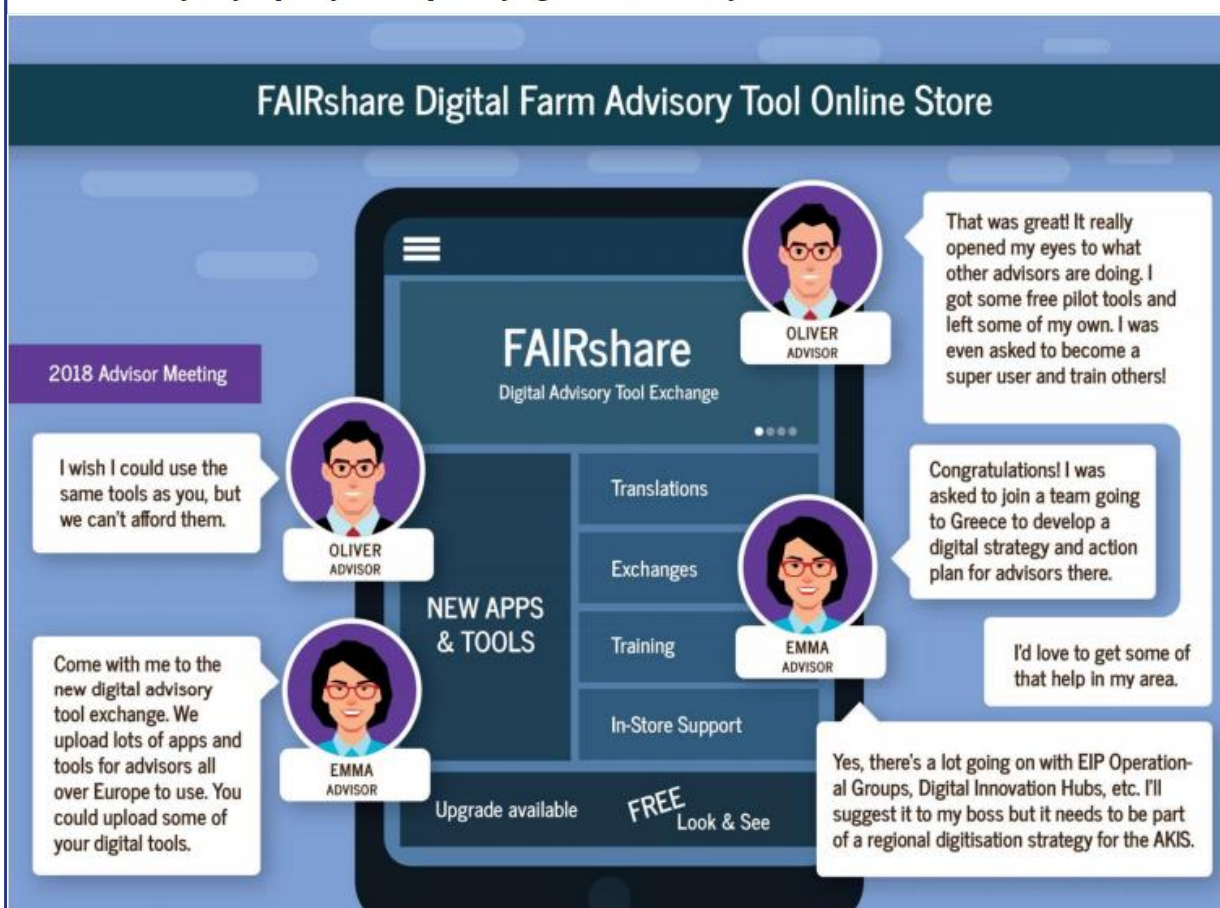 FAIRshare Digital Farm Advisory Tool Online Store
2018 Advisor Meeting
I wish I could use the
same tools as you, but
we can't afford them.
OLIVER
ADVISOR
Come with me to the
new digital advisory
tool exchange. We
upload lots of apps and
tools for advisors all
over Europe to use. You
could upload some of
your digital tools.
EMMA
ADVISOR
FAIRshare
Digital Advisory Tool Exchange
NEW APPS
& TOOLS
Translations
Exchanges
Training
In-Store Support
Upgrade available
FREE
Look & See
OLIVER
ADVISOR
That was great! It really
opened my eyes to what
other advisors are doing. I
got some free pilot tools and
left some of my own. I was
even asked to become a
super user and train others!
EMMA
ADVISOR
Congratulations! I was
asked to join a team going
to Greece to develop a
digital strategy and action
plan for advisors there.
I'd love to get some of
that help in my area.
Yes, there's a lot going on with EIP Operation-
al Groups, Digital Innovation Hubs, etc. I'll
suggest it to my boss but it needs to be part
of a regional digitisation strategy for the AKIS.